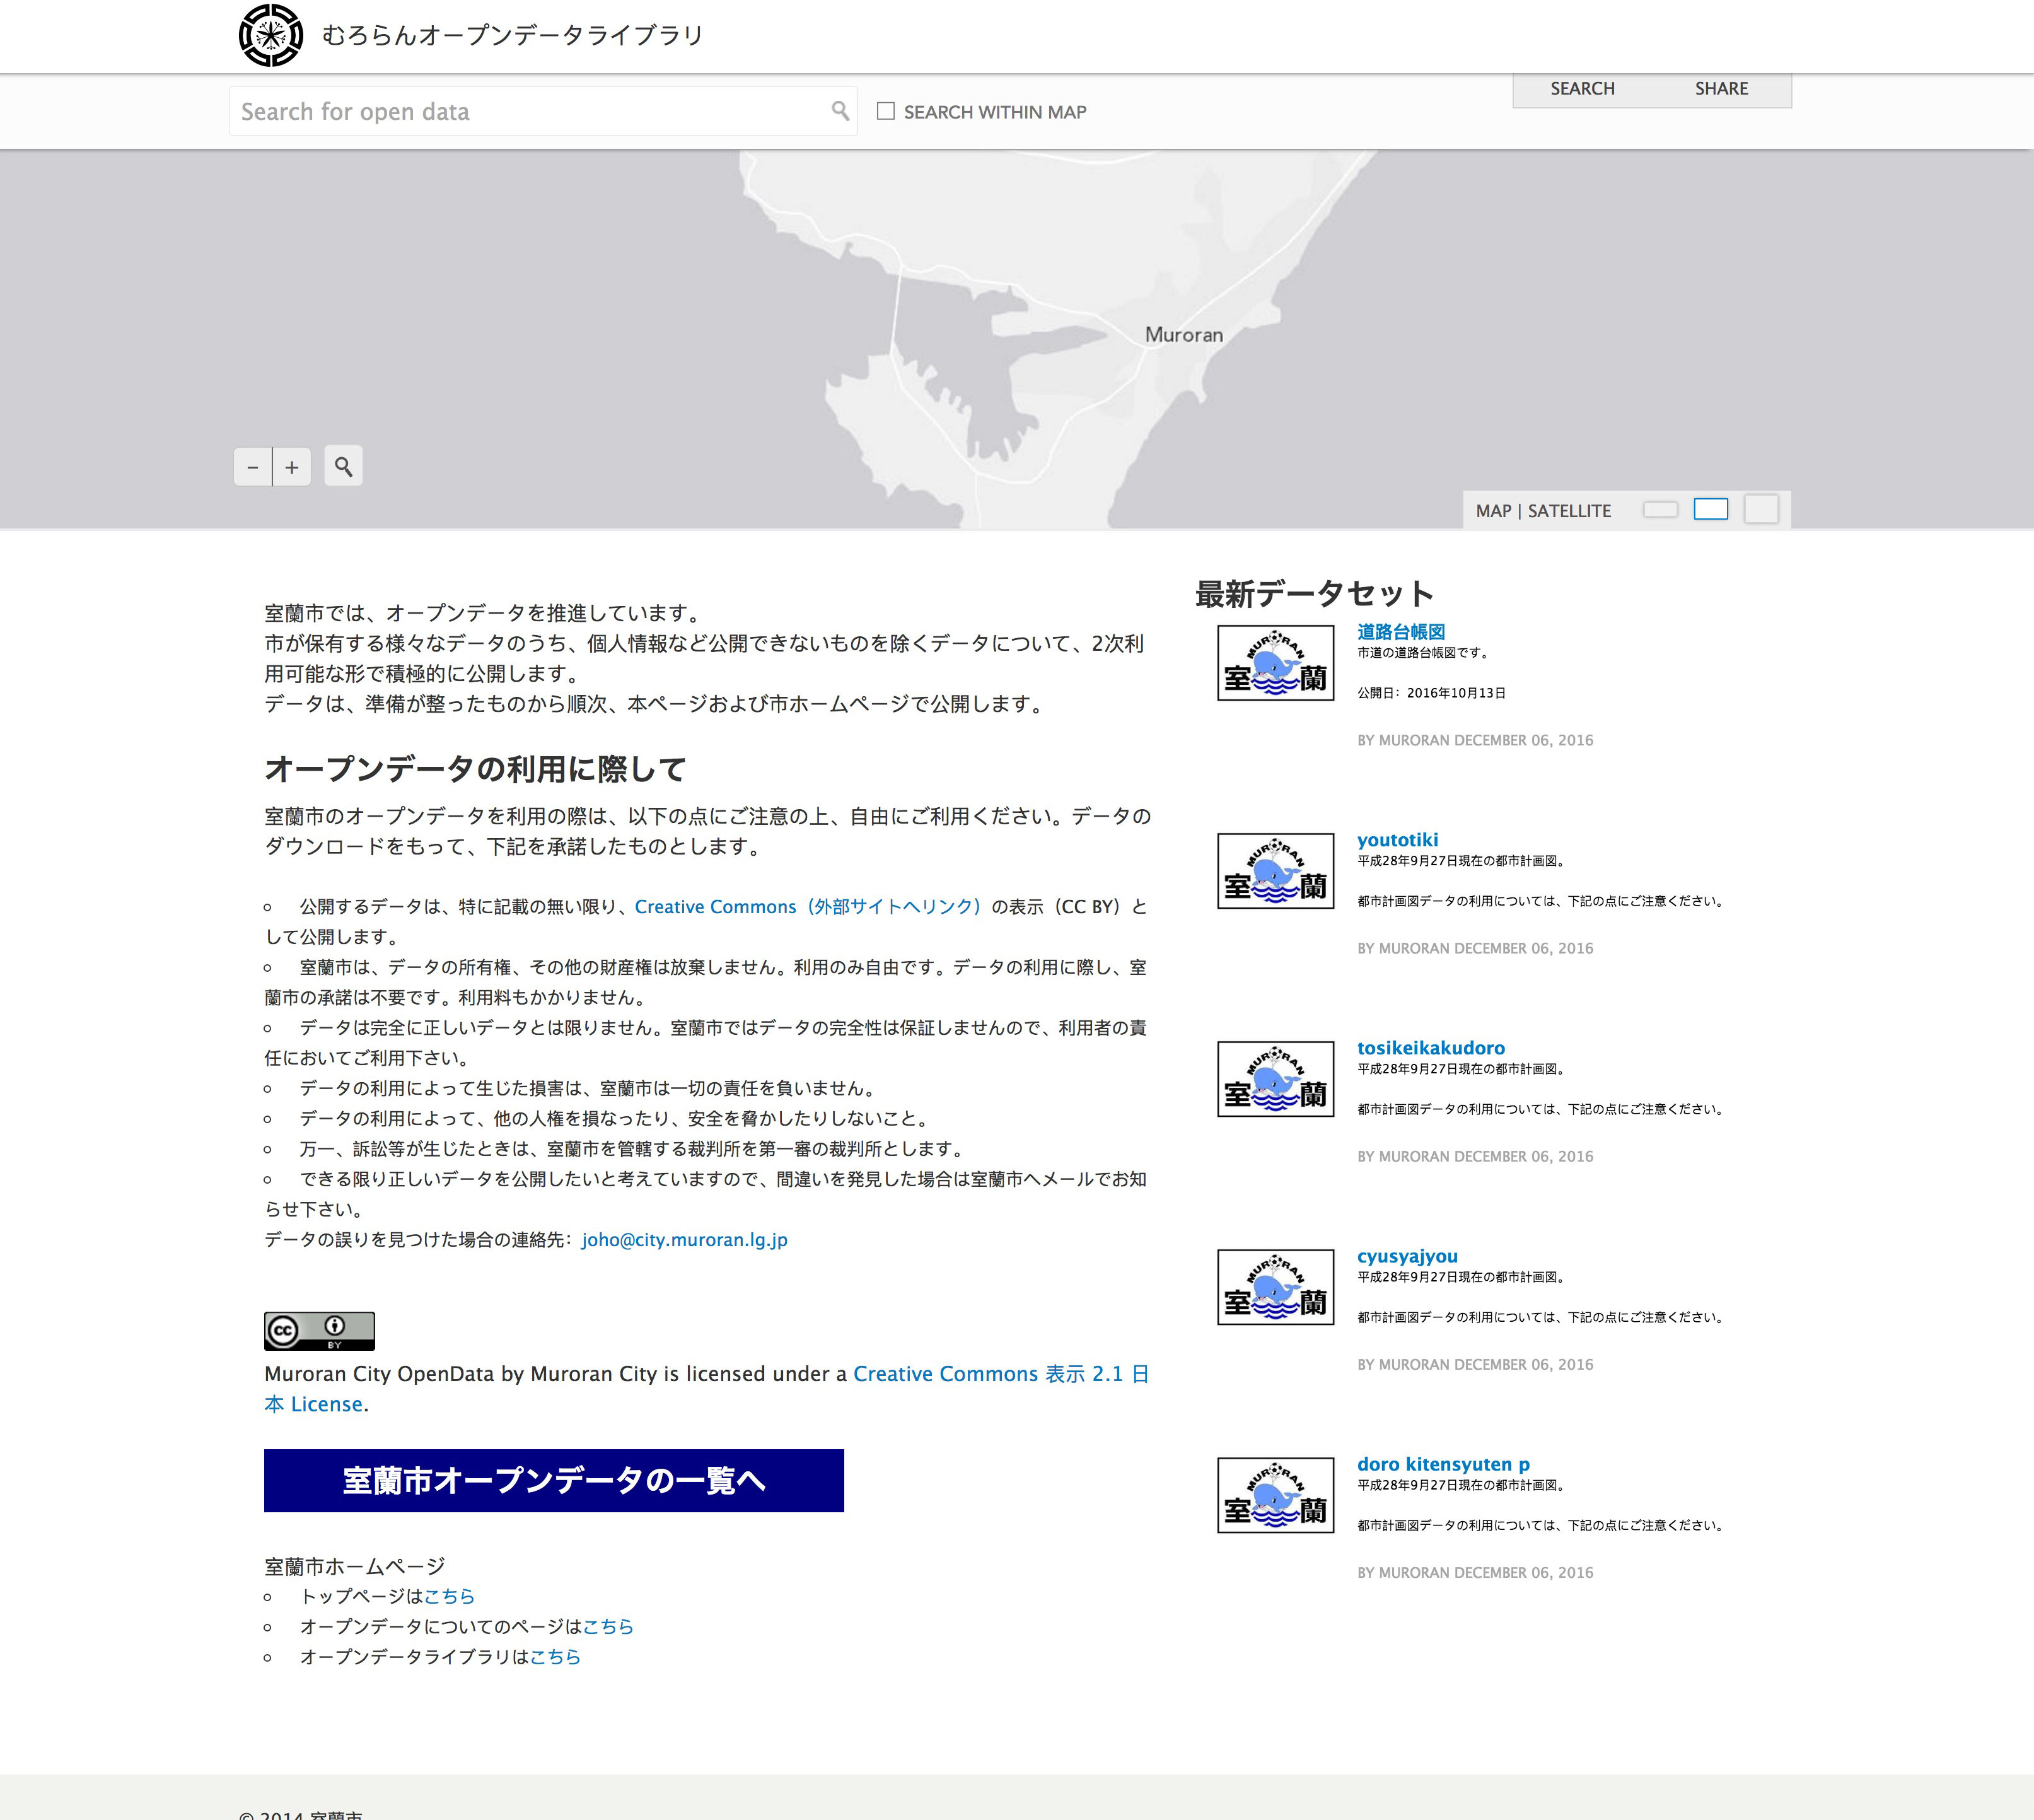 むろらんオープンデータライブラリ
Search for open data
SEARCH WITHIN MAP
SEARCH
SHARE
Muroran
− +
MAP | SATELLITE
室蘭市では、オープンデータを推進しています。
市が保有する様々なデータのうち、個人情報など公開できないものを除くデータについて、2次利
用可能な形で積極的に公開します。
データは、準備が整ったものから順次、本ページおよび市ホームページで公開します。
オープンデータの利用に際して
室蘭市のオープンデータを利用の際は、以下の点にご注意の上、自由にご利用ください。データの
ダウンロードをもって、下記を承諾したものとします。
公開するデータは、特に記載の無い限り、Creative Commons（外部サイトへリンク）の表示（CC BY）と
して公開します。
室蘭市は、データの所有権、その他の財産権は放棄しません。利用のみ自由です。データの利用に際し、室
蘭市の承諾は不要です。利用料もかかりません。
データは完全に正しいデータとは限りません。室蘭市ではデータの完全性は保証しませんので、利用者の責
任においてご利用下さい。
データの利用によって生じた損害は、室蘭市は一切の責任を負いません。
データの利用によって、他の人権を損なったり、安全を脅かしたりしないこと。
万一、訴訟等が生じたときは、室蘭市を管轄する裁判所を第一審の裁判所とします。
できる限り正しいデータを公開したいと考えていますので、間違いを発見した場合は室蘭市へメールでお知
らせ下さい。
データの誤りを見つけた場合の連絡先：joho@city.muroran.lg.jp
cc BY
Muroran City OpenData by Muroran City is licensed under a Creative Commons 表示 2.1 日
本 License.
室蘭市オープンデータの一覧へ
室蘭市ホームページ
トップページはこちら
オープンデータについてのページはこちら
オープンデータライブラリはこちら
最新データセット
MURORAN
室蘭
道路台帳図
市道の道路台帳図です。
公開日：2016年10月13日
BY MURORAN DECEMBER 06, 2016
MURORAN
室蘭
youtotiki
平成28年9月27日現在の都市計画図。
都市計画図データの利用については、下記の点にご注意ください。
BY MURORAN DECEMBER 06, 2016
MURORAN
室蘭
tosikeikakudoro
平成28年9月27日現在の都市計画図。
都市計画図データの利用については、下記の点にご注意ください。
BY MURORAN DECEMBER 06, 2016
MURORAN
室蘭
cyusyajyou
平成28年9月27日現在の都市計画図。
都市計画図データの利用については、下記の点にご注意ください。
BY MURORAN DECEMBER 06, 2016
MURORAN
室蘭
doro kitensyuten p
平成28年9月27日現在の都市計画図。
都市計画図データの利用については、下記の点にご注意ください。
BY MURORAN DECEMBER 06, 2016
© 2014 室蘭市